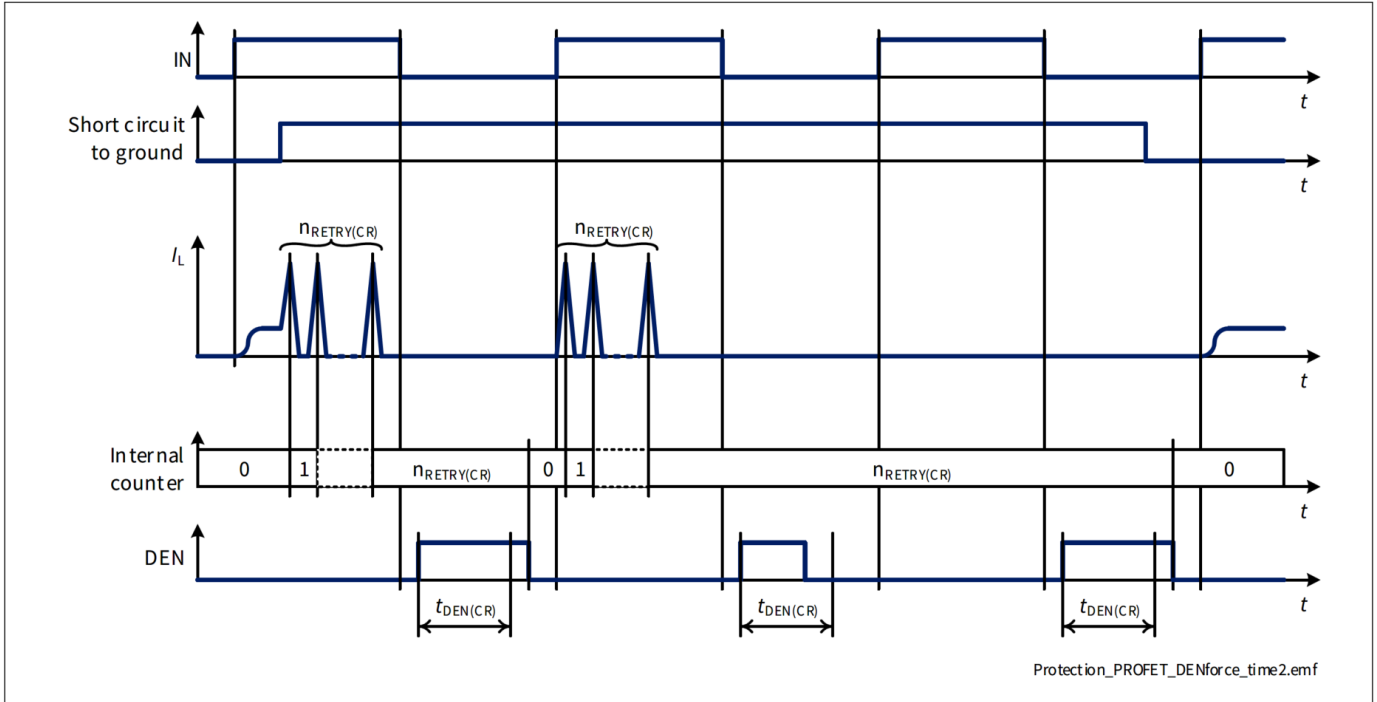 IN
t
Short circuit
to ground
t
nRETRY(CR) nRETRY(CR)
IL
t
Internal
counter
0 1 nRETRY(CR) 0 1 nRETRY(CR) 0
t
DEN
t
tDEN(CR) tDEN(CR) tDEN(CR)
Protection_PROFET_DENforce_time2.emf